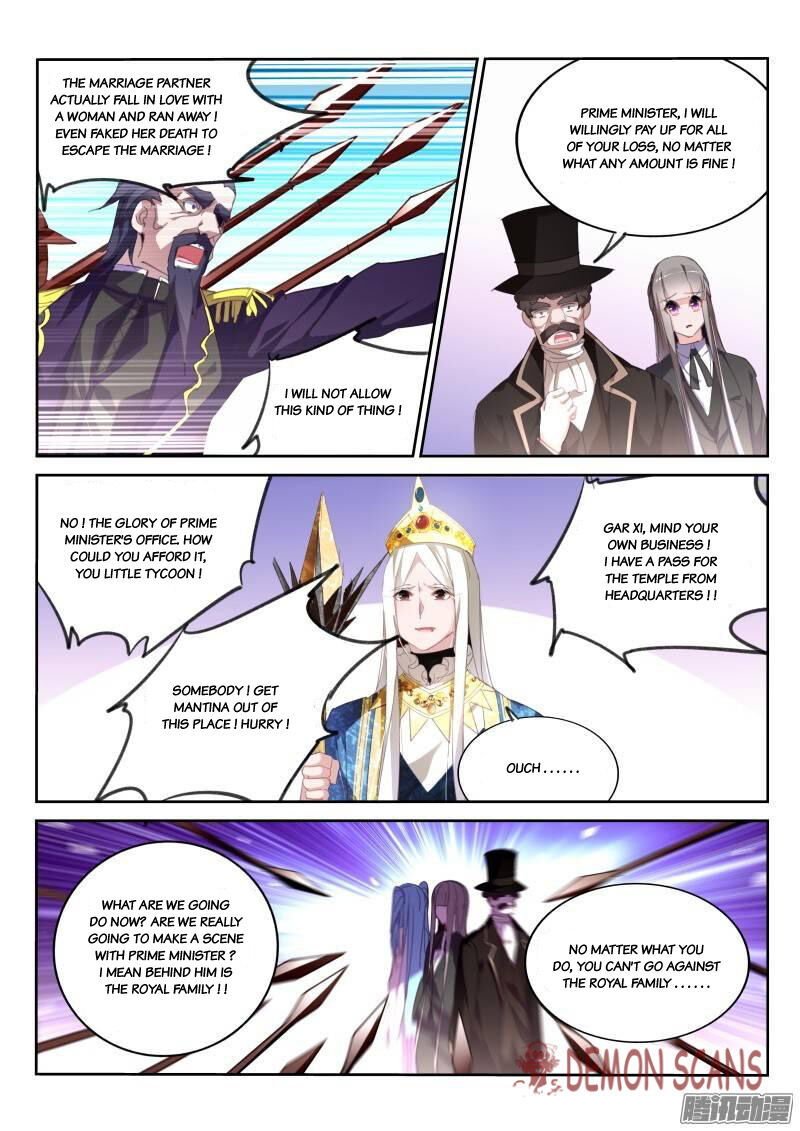 THE MARRIAGE PARTNER
ACTUALLY FALL IN LOVE WITH
A WOMAN AND RAN AWAY !
EVEN FAKED HER DEATH TO
ESCAPE THE MARRIAGE !
PRIME MINISTER, I WILL
WILLINGLY PAY UP FOR ALL
OF YOUR LOSS, NO MATTER
WHAT ANY AMOUNT IS FINE !
I WILL NOT ALLOW
THIS KIND OF THING !
NO ! THE GLORY OF PRIME
MINISTER'S OFFICE. HOW
COULD YOU AFFORD IT,
YOU LITTLE TYCOON !
GAR XI, MIND YOUR
OWN BUSINESS !
I HAVE A PASS FOR
THE TEMPLE FROM
HEADQUARTERS ! !
SOMEBODY ! GET
MANTINA OUT OF
THIS PLACE ! HURRY !
OUCH . . . . . .
WHAT ARE WE GOING
DO NOW? ARE WE REALLY
GOING TO MAKE A SCENE
WITH PRIME MINISTER ?
I MEAN BEHIND HIM IS
THE ROYAL FAMILY ! !
NO MATTER WHAT YOU
DO, YOU CAN'T GO AGAINST
THE ROYAL FAMILY . . . . . .
DEMON SCANS
腾讯动漫